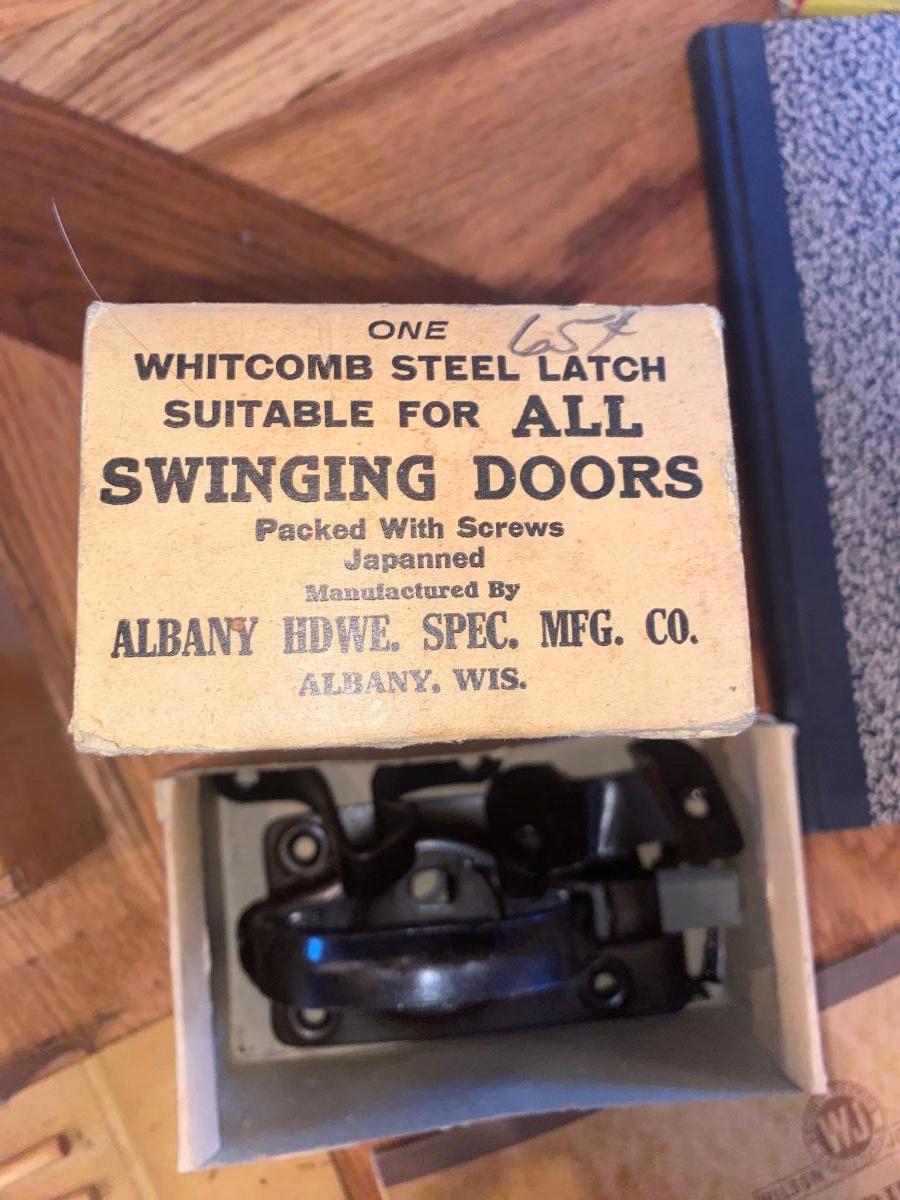 ONE 65¢
WHITCOMB STEEL LATCH
SUITABLE FOR ALL
SWINGING DOORS
Packed With Screws
Japanned
Manufactured By
ALBANY HDWE. SPEC. MFG. CO.
ALBANY, WIS.
WJ